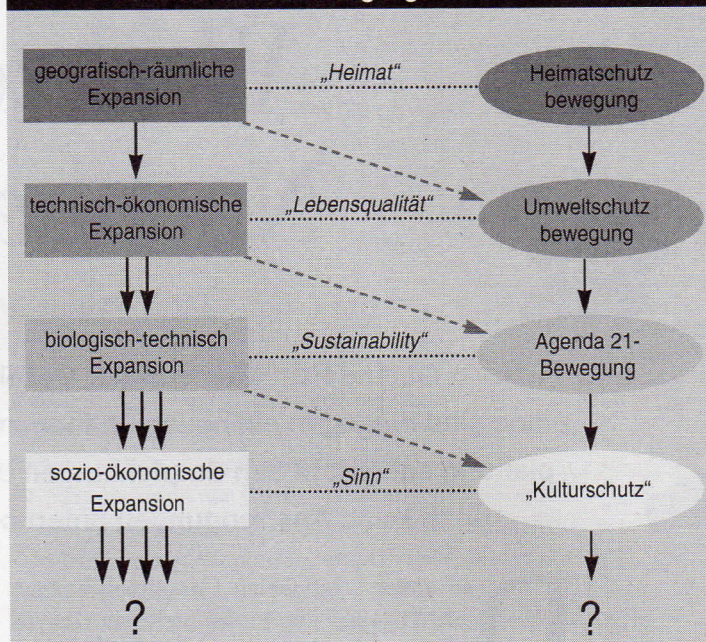 geografisch-räumliche
Expansion
„Heimat“
Heimatschutz
bewegung
technisch-ökonomische
Expansion
„Lebensqualität“
Umweltschutz
bewegung
biologisch-technisch
Expansion
„Sustainability“
Agenda 21-
Bewegung
sozio-ökonomische
Expansion
„Sinn“
„Kulturschutz“
?
?